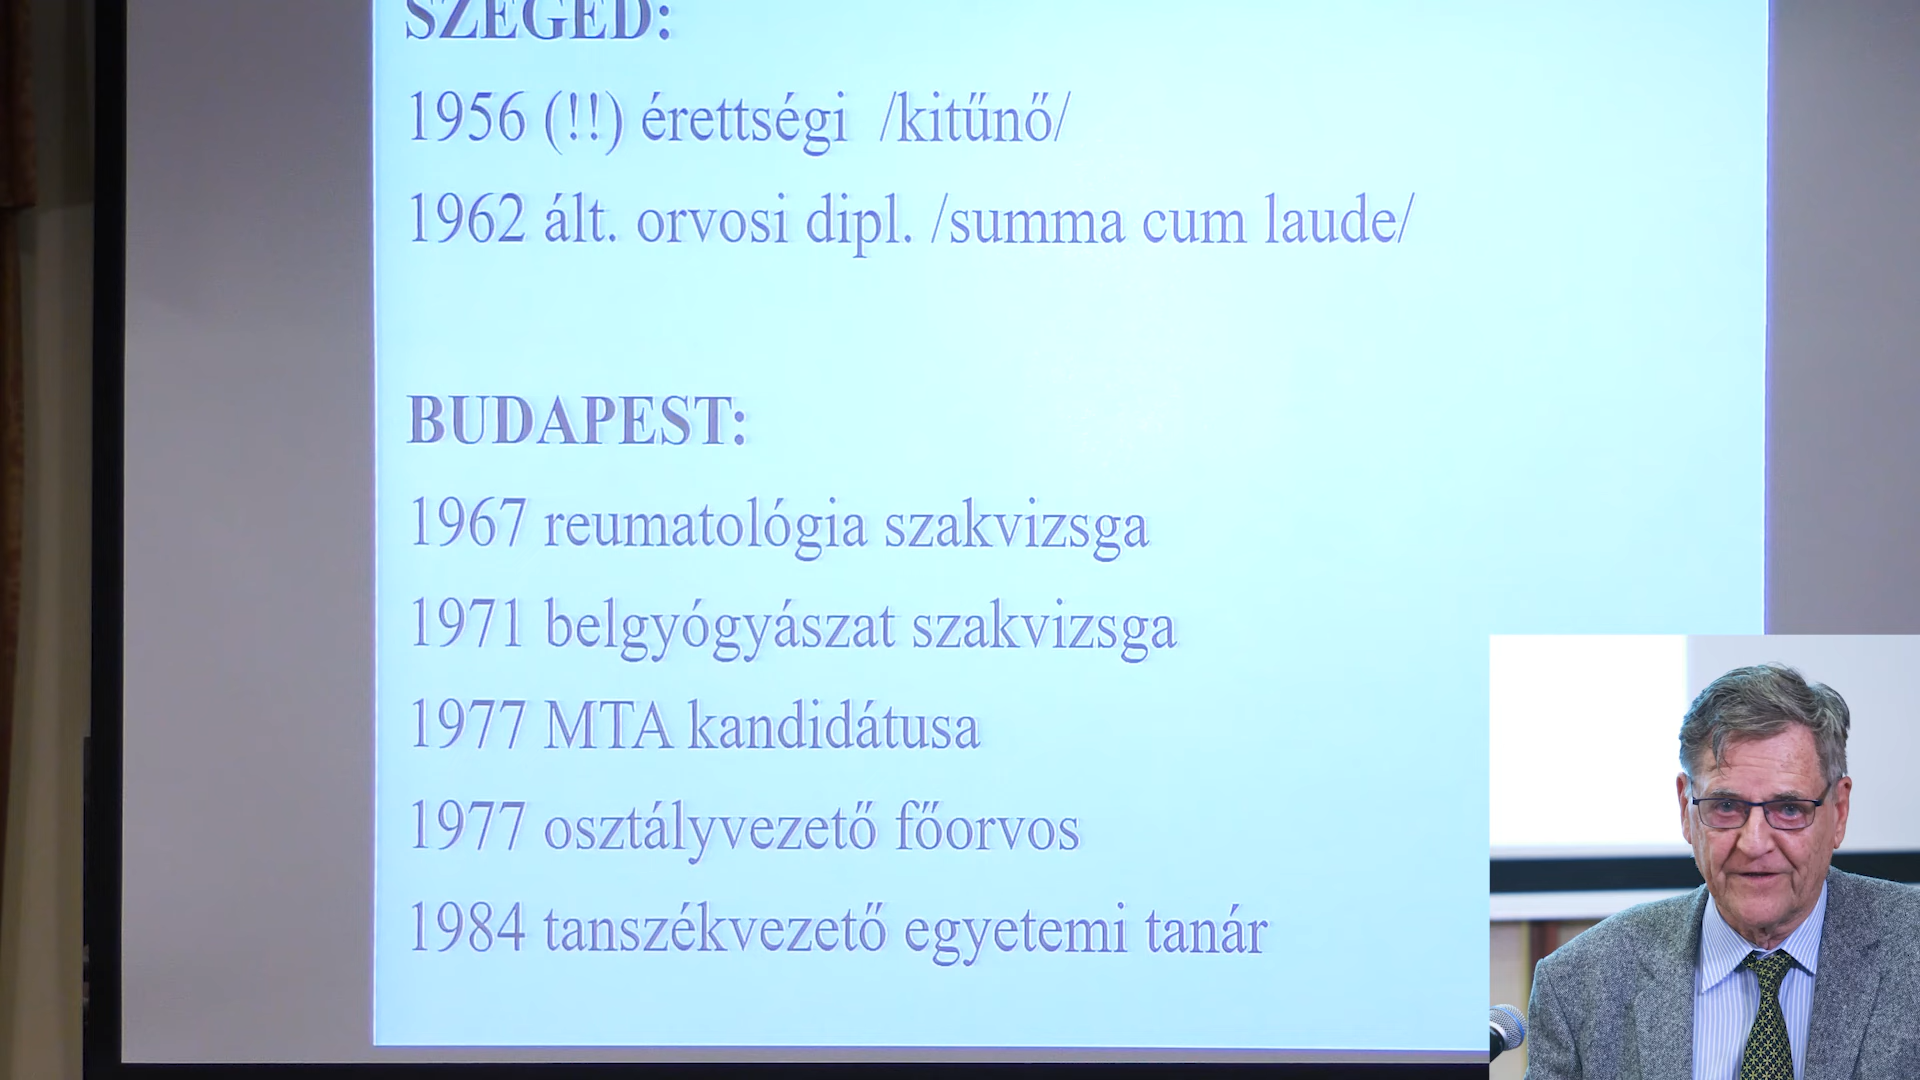 SZEGED:
1956 (!!) érettségi /kitűnő/
1962 ált. orvosi dipl. /summa cum laude/
BUDAPEST:
1967 reumatológia szakvizsga
1971 belgyógyászat szakvizsga
1977 MTA kandidátusa
1977 osztályvezető főorvos
1984 tanszékvezető egyetemi tanár